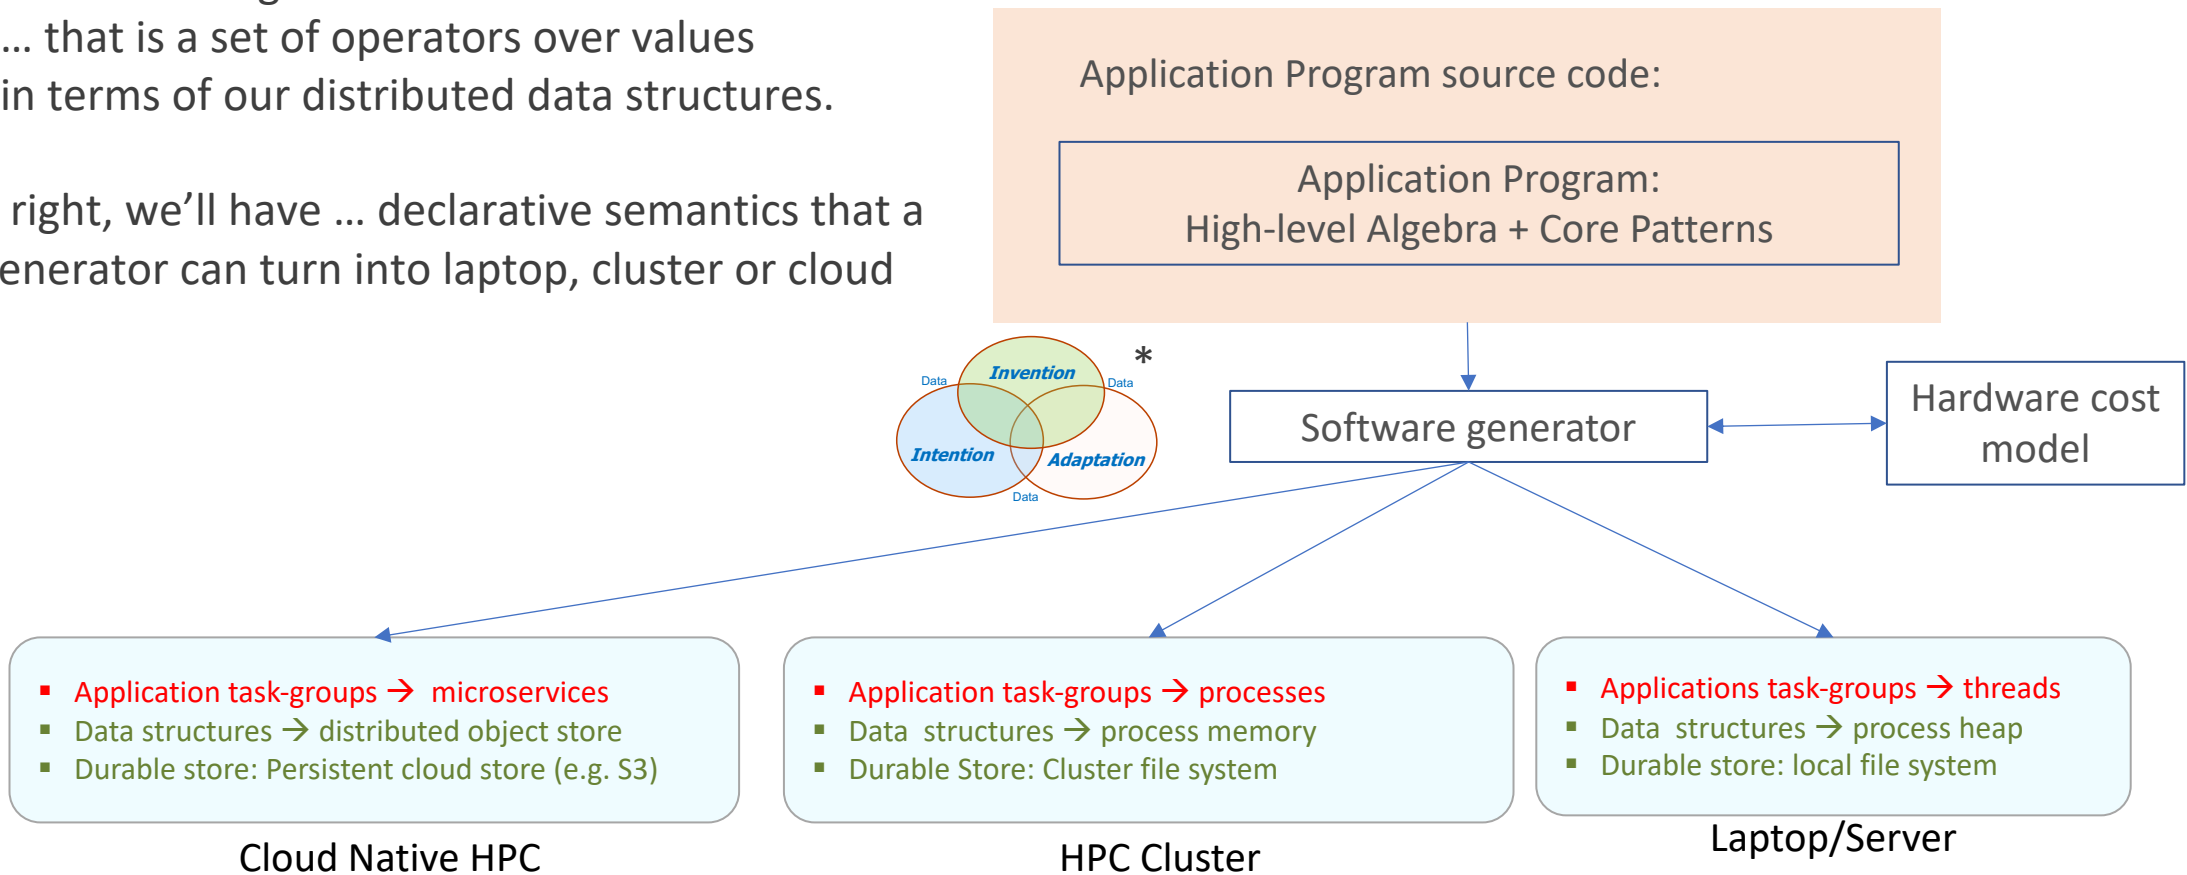 … that is a set of operators over values
in terms of our distributed data structures.
right, we’ll have … declarative semantics that a
enerator can turn into laptop, cluster or cloud
Application Program source code:
Application Program:
High-level Algebra + Core Patterns
*
Data
Invention
Data
Intention
Adaptation
Data
Software generator
Hardware cost
model
▪ Application task-groups → microservices
▪ Data structures → distributed object store
▪ Durable store: Persistent cloud store (e.g. S3)
Cloud Native HPC
▪ Application task-groups → processes
▪ Data structures → process memory
▪ Durable Store: Cluster file system
HPC Cluster
▪ Applications task-groups → threads
▪ Data structures → process heap
▪ Durable store: local file system
Laptop/Server